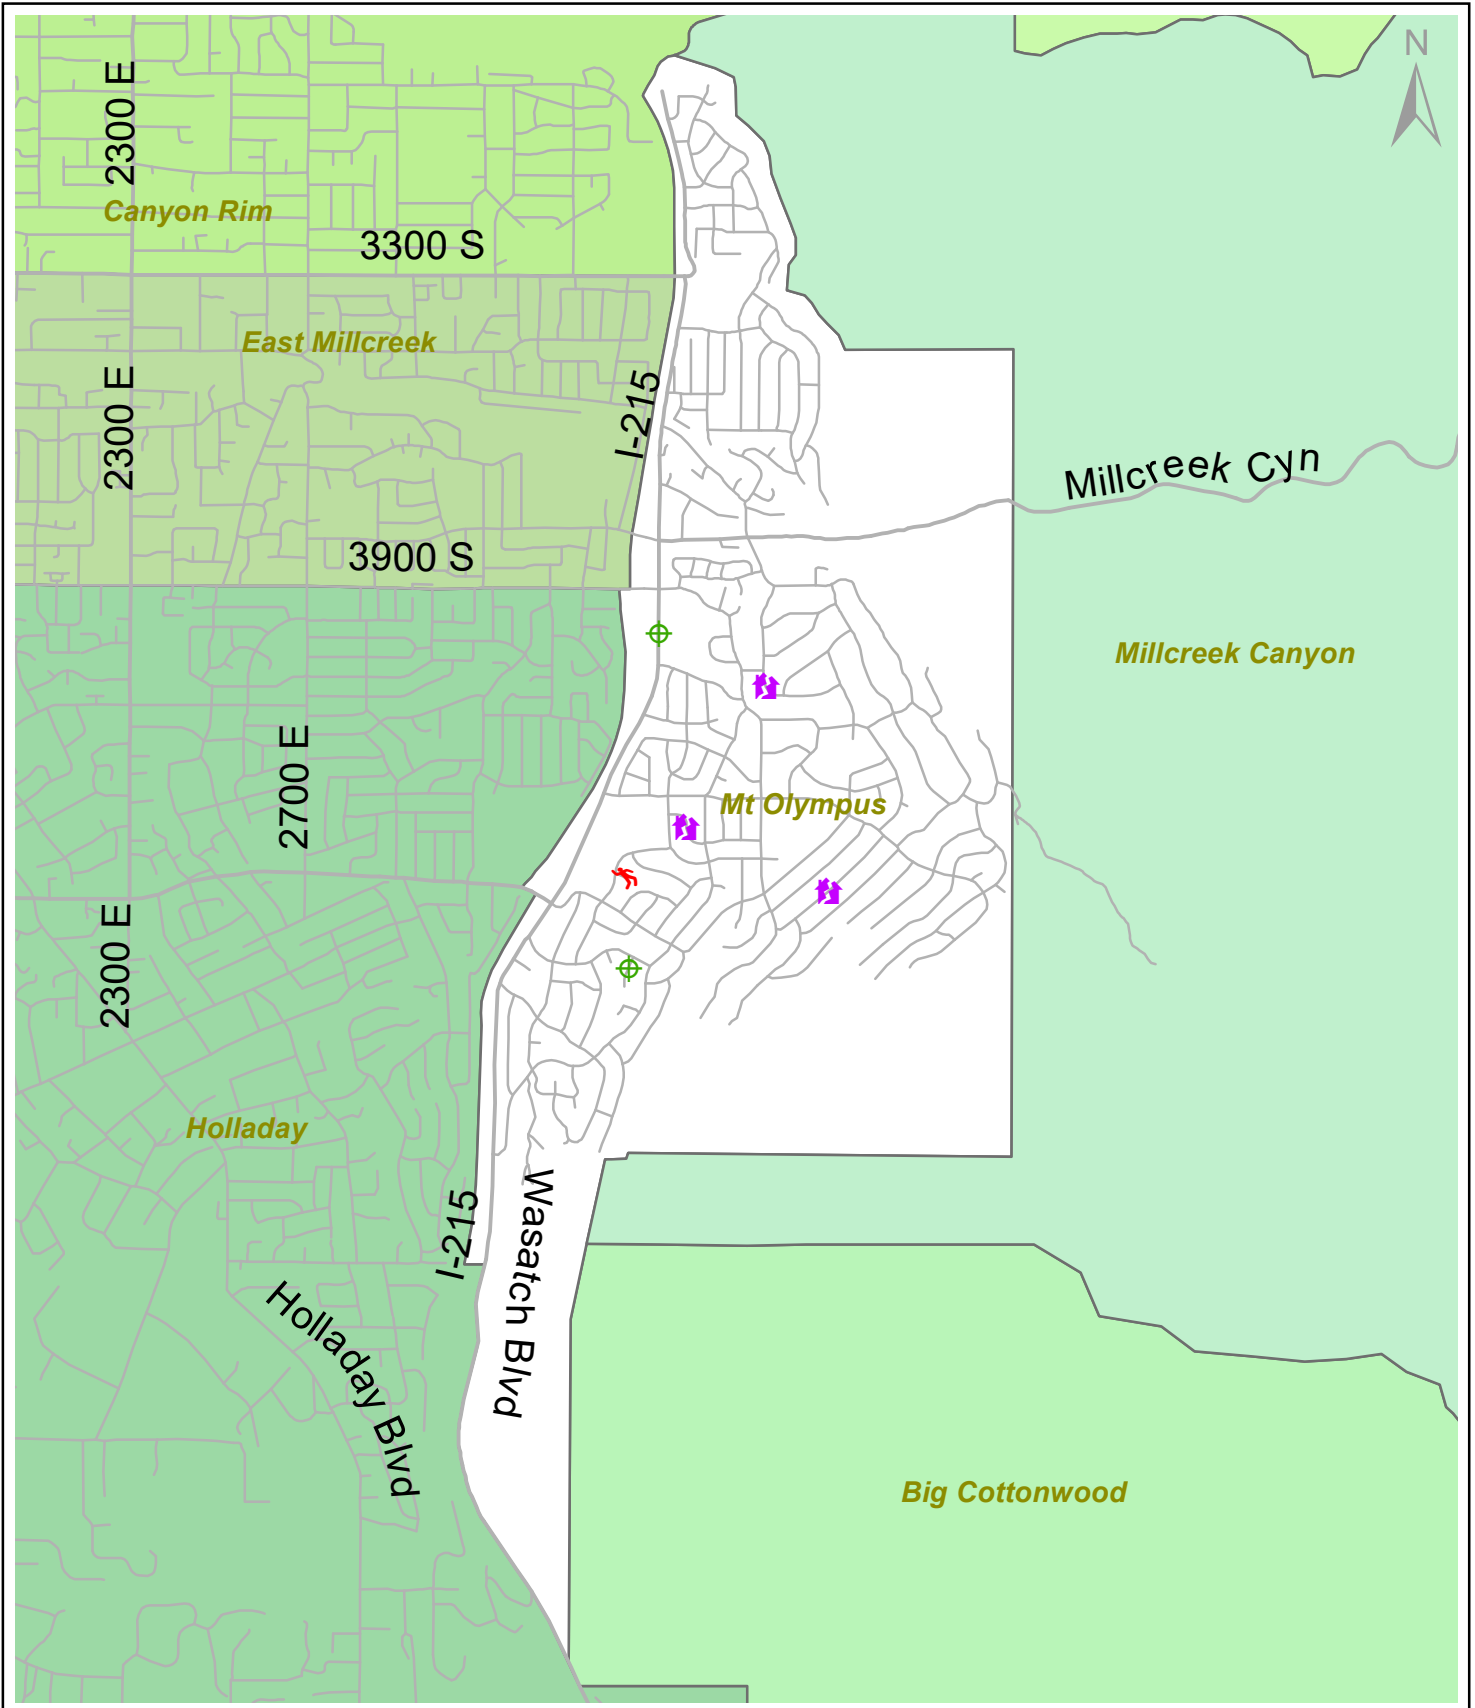 N
2300 E
Canyon Rim
3300 S
East Millcreek
2300 E
I-215
Millcreek Cyn
3900 S
Millcreek Canyon
2700 E
Mt Olympus
2300 E
Holladay
I-215
Wasatch Blvd
Holladay Blvd
Big Cottonwood